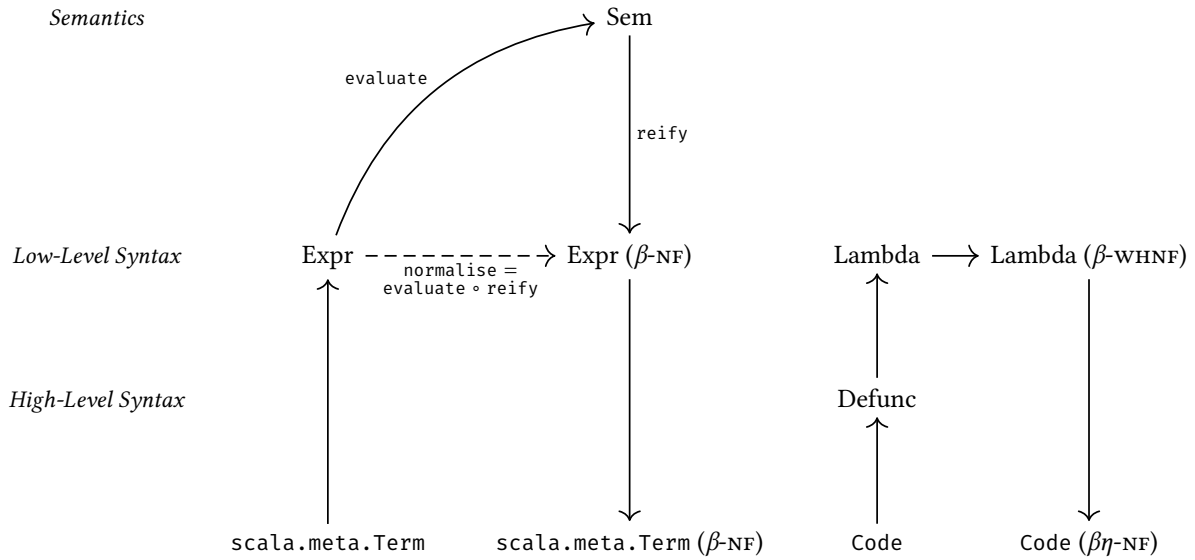 Semantics
Sem
evaluate
reify
Low-Level Syntax
Expr
normalise =
evaluate ∘ reify
Expr (β-NF)
Lambda
Lambda (β-WHNF)
High-Level Syntax
Defunc
scala.meta.Term
scala.meta.Term (β-NF)
Code
Code (βη-NF)